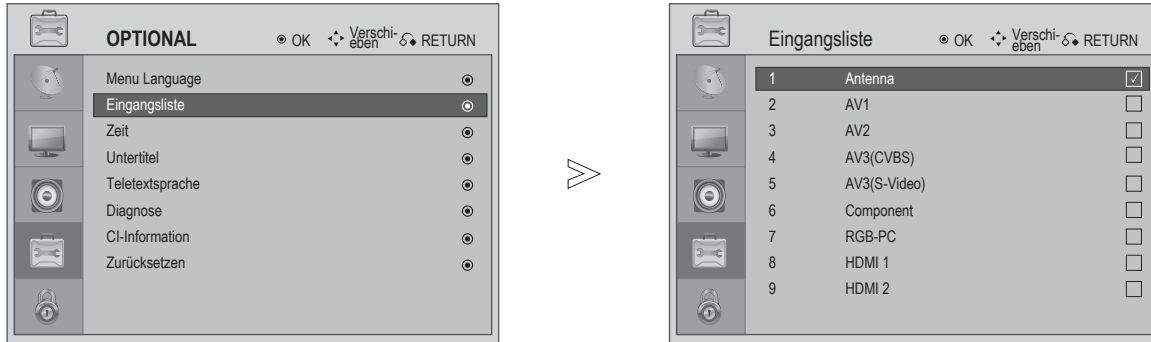 OPTIONAL
OK
Verschi-
eben
RETURN
Menu Language
Eingangsliste
Zeit
Untertitel
Teletextsprache
Diagnose
CI-Information
Zurücksetzen
Eingangsliste
OK
Verschi-
eben
RETURN
1 Antenna
2 AV1
3 AV2
4 AV3(CVBS)
5 AV3(S-Video)
6 Component
7 RGB-PC
8 HDMI 1
9 HDMI 2